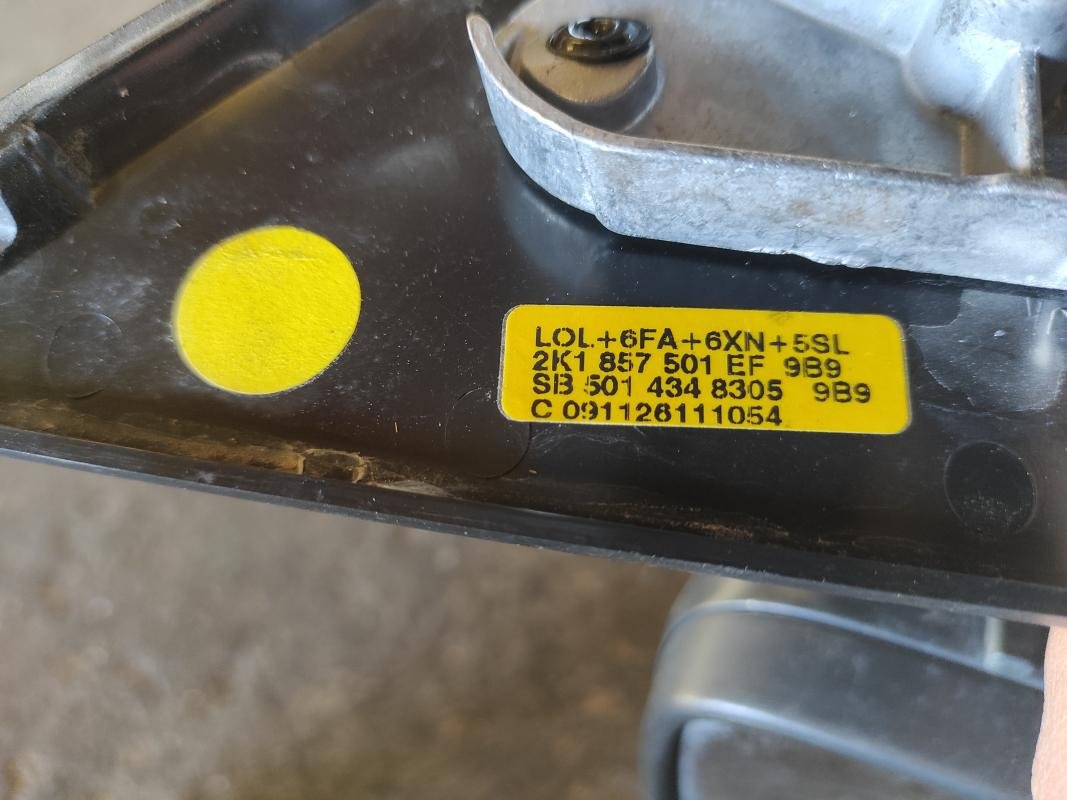 LOL+6FA+6XN+5SL
2K1 857 501 EF 9B9
SB 501 434 8305 9B9
C 091126111054